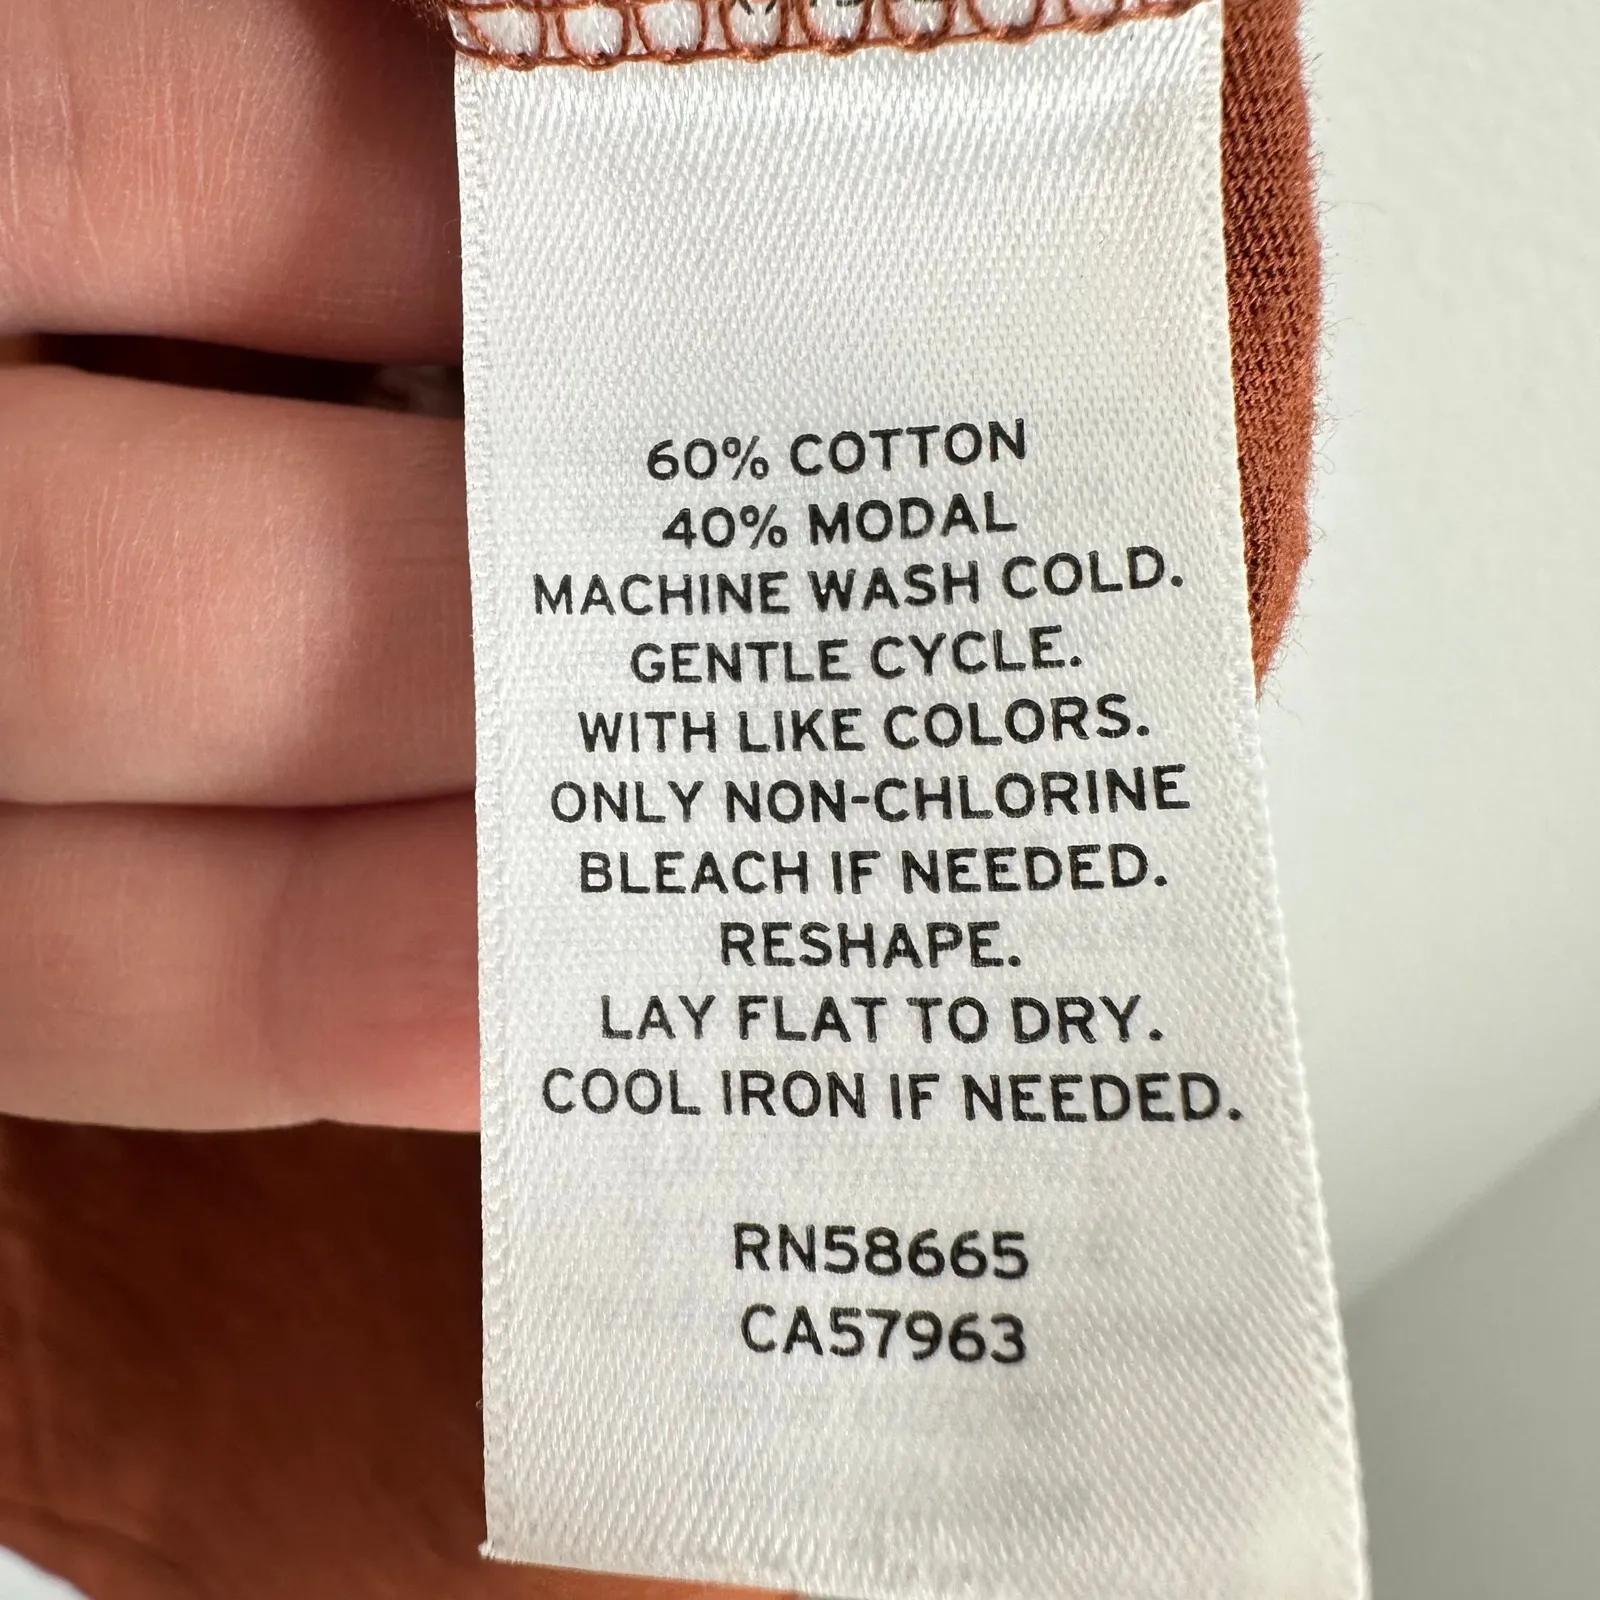 60% COTTON
40% MODAL
MACHINE WASH COLD.
GENTLE CYCLE.
WITH LIKE COLORS.
ONLY NON-CHLORINE
BLEACH IF NEEDED.
RESHAPE.
LAY FLAT TO DRY.
COOL IRON IF NEEDED.
RN58665
CA57963